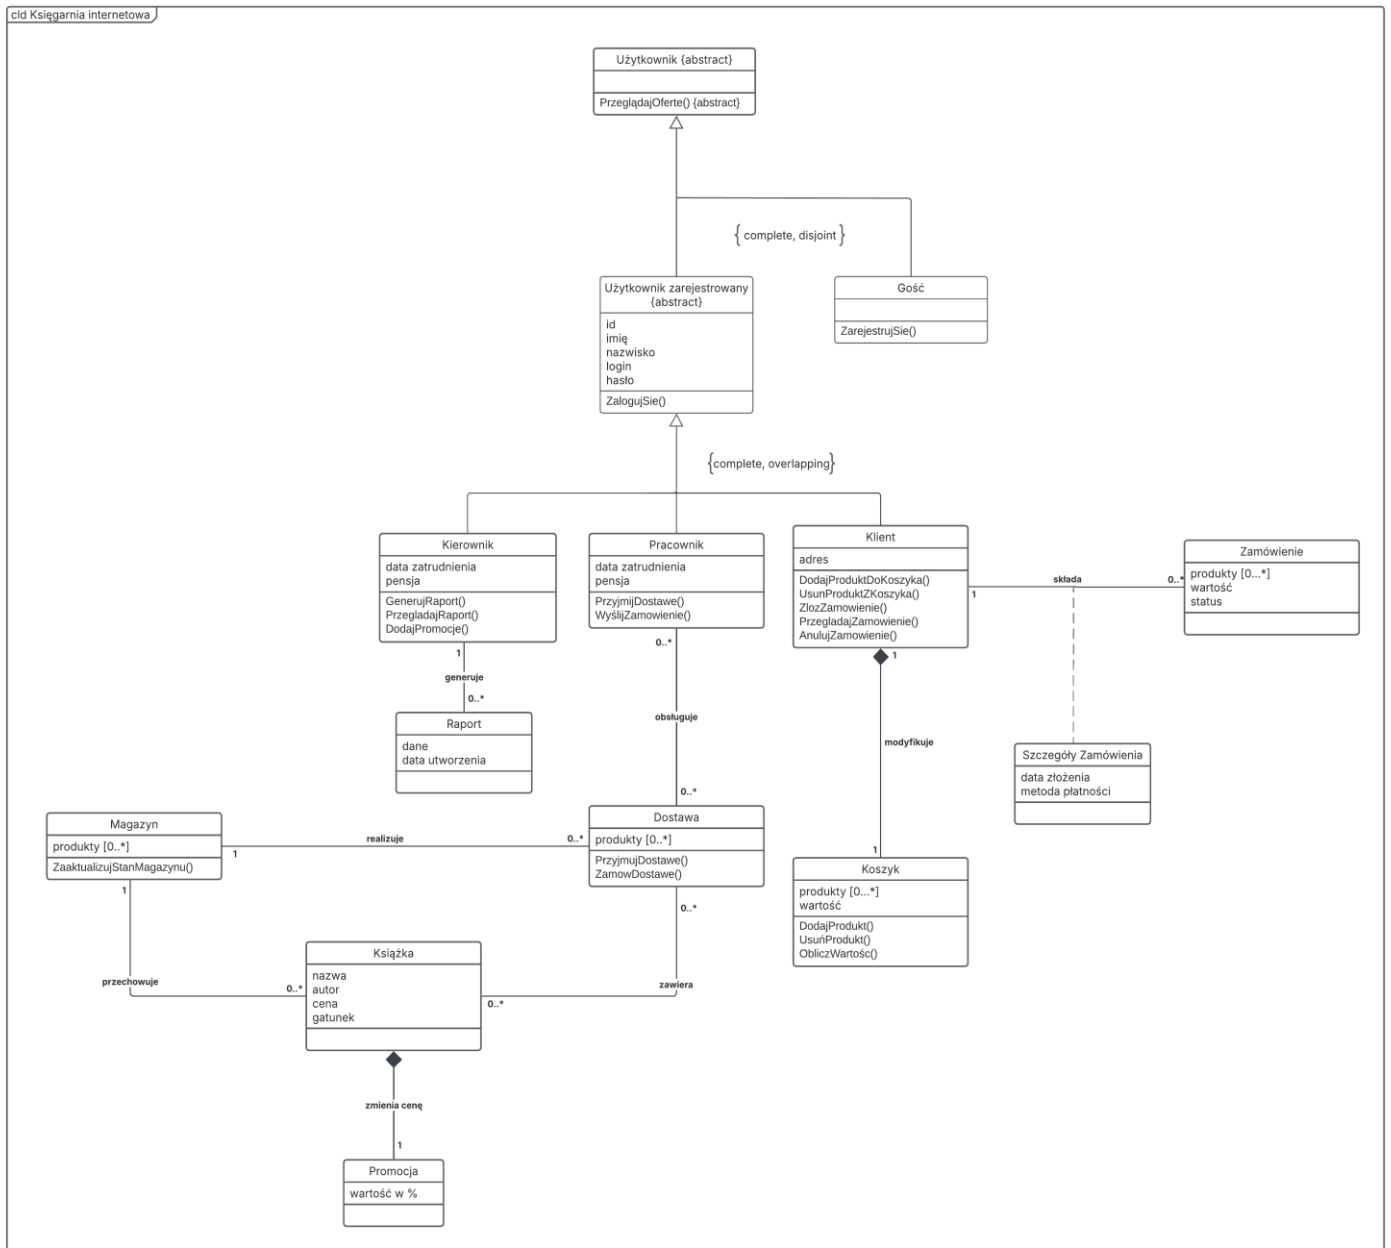 cld Księgarnia internetowa
Użytkownik {abstract}
PrzeglądajOferte() {abstract}
{ complete, disjoint }
Użytkownik zarejestrowany
{abstract}
id
imię
nazwisko
login
hasło
ZalogujSie()
Gość
ZarejestrujSie()
{complete, overlapping}
Kierownik
data zatrudnienia
pensja
GenerujRaport()
PrzegladajRaport()
DodajPromocje()
Pracownik
data zatrudnienia
pensja
PrzyjmijDostawe()
WyślijZamowienie()
Klient
adres
DodajProduktDoKoszyka()
UsunProduktZKoszyka()
ZlozZamowienie()
PrzegladajZamowienie()
AnulujZamowienie()
składa
1
0..*
Zamówienie
produkty [0...*]
wartość
status
1
generuje
0..*
Raport
dane
data utworzenia
0..*
obsługuje
0..*
1
modyfikuje
1
Szczegóły Zamówienia
data złożenia
metoda płatności
Magazyn
produkty [0..*]
ZaaktualizujStanMagazynu()
realizuje
1
0..*
Dostawa
produkty [0..*]
PrzyjmujDostawe()
ZamowDostawe()
Koszyk
produkty [0...*]
wartość
DodajProdukt()
UsuńProdukt()
ObliczWartośc()
1
przechowuje
0..*
Książka
nazwa
autor
cena
gatunek
0..*
zawiera
0..*
zmienia cenę
1
Promocja
wartość w %